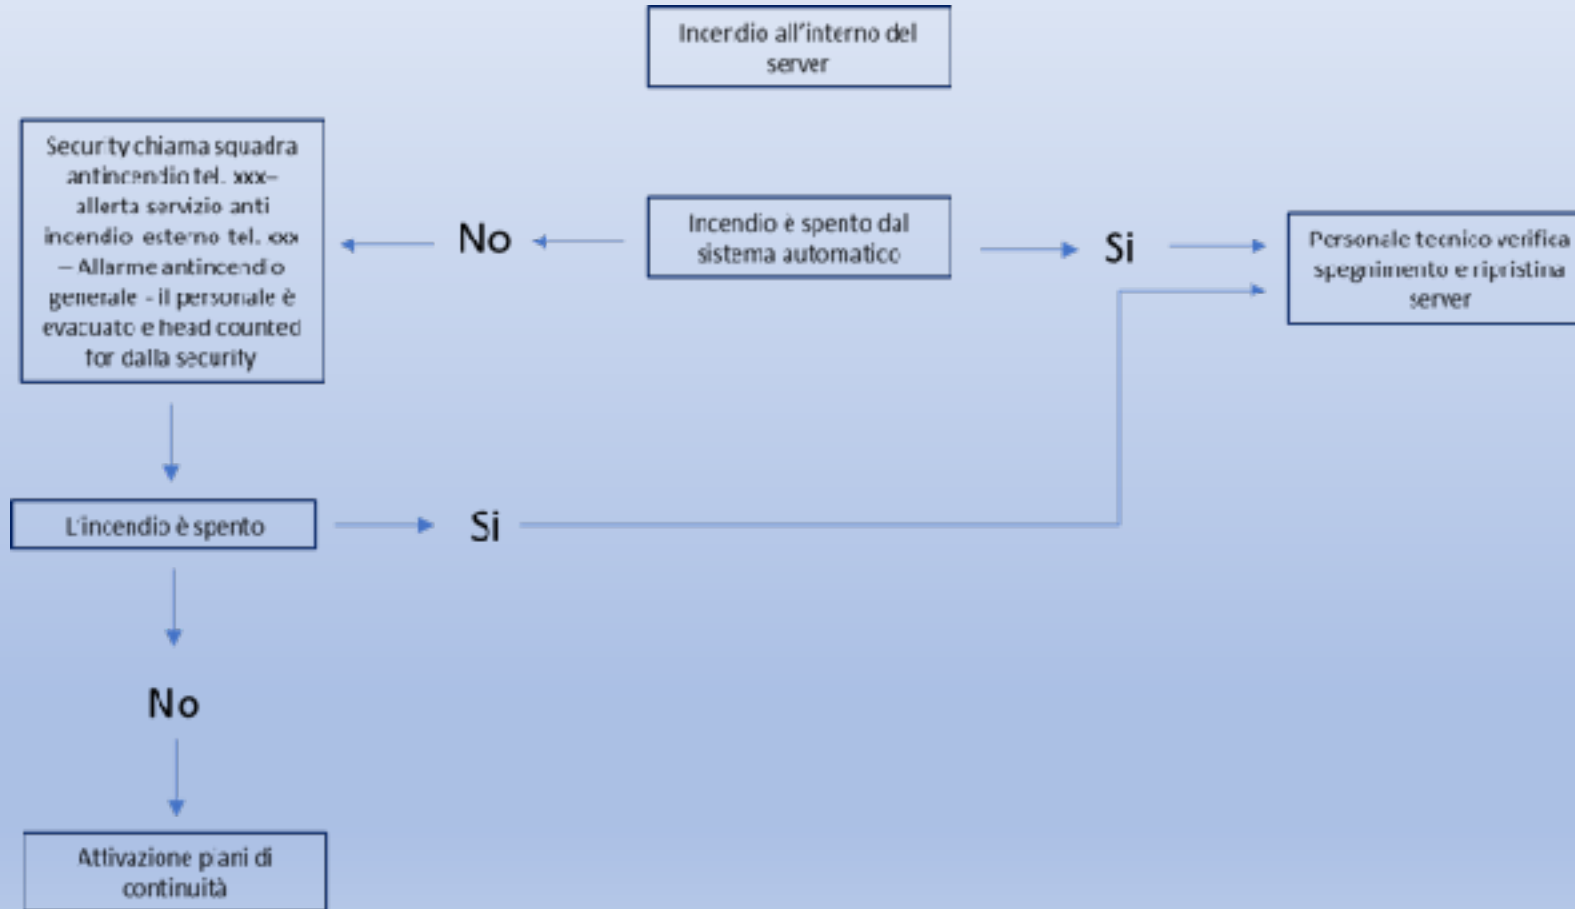 Incendio all'interno del
server
Security chiama squadra
antincendio tel. xxx–
allerta servizio anti
incendio esterno tel. xxx
– Allarme antincendio
generale - il personale è
evacuato e head counted
for dalla security
No
Incendio è spento dal
sistema automatico
Si
Personale tecnico verifica
spegnimento e ripristina
server
L'incendio è spento
Si
No
Attivazione piani di
continuità